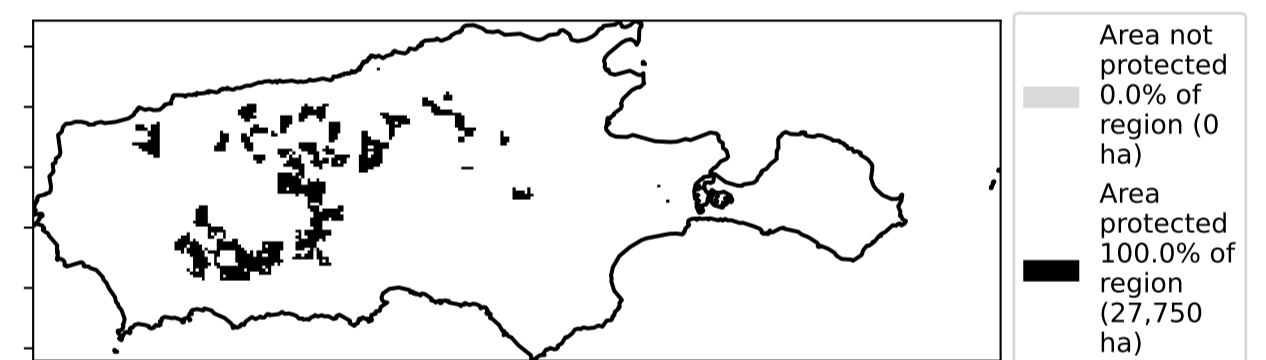 Area not
protected
0.0% of
region (0
ha)
Area
protected
100.0% of
region
(27,750
ha)